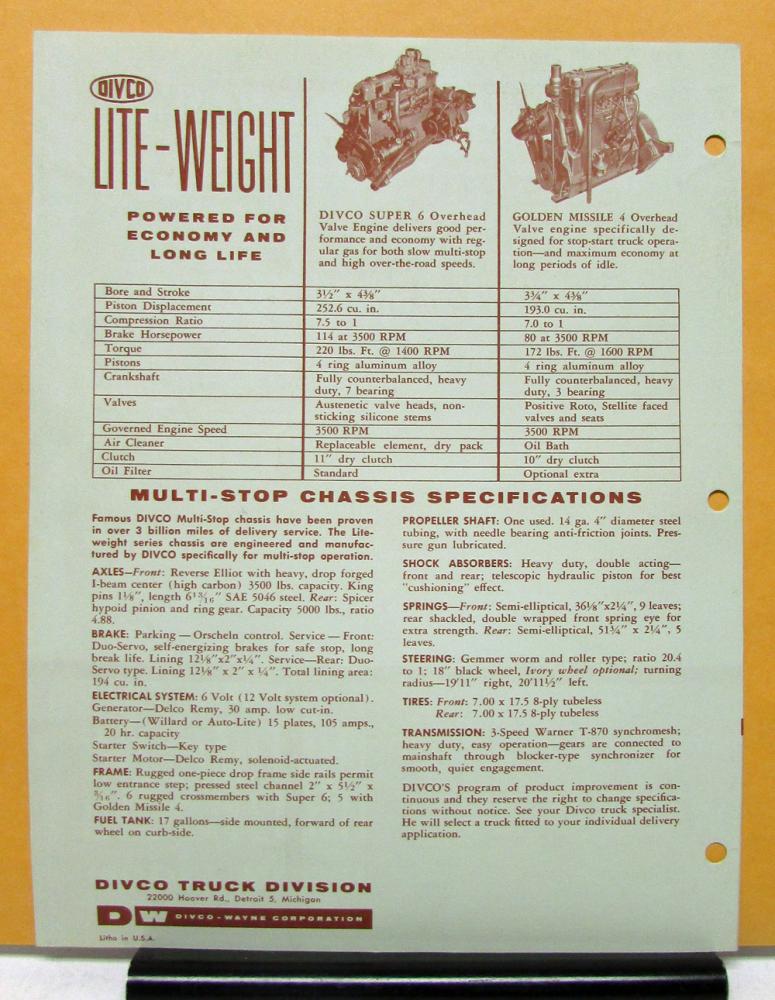 DIVCO
LITE-WEIGHT
POWERED FOR
ECONOMY AND
LONG LIFE
DIVCO SUPER 6 Overhead
Valve Engine delivers good per-
formance and economy with reg-
ular gas for both slow multi-stop
and high over-the-road speeds.
GOLDEN MISSILE 4 Overhead
Valve engine specifically de-
signed for stop-start truck opera-
tion—and maximum economy at
long periods of idle.
Bore and Stroke 3½" x 4⅜" 3¾" x 4⅜"
Piston Displacement 252.6 cu. in. 193.0 cu. in.
Compression Ratio 7.5 to 1 7.0 to 1
Brake Horsepower 114 at 3500 RPM 80 at 3500 RPM
Torque 220 lbs. Ft. @ 1400 RPM 172 lbs. Ft. @ 1600 RPM
Pistons 4 ring aluminum alloy 4 ring aluminum alloy
Crankshaft Fully counterbalanced, heavy Fully counterbalanced, heavy
duty, 7 bearing duty, 3 bearing
Valves Austenetic valve heads, non- Positive Roto, Stellite faced
sticking silicone stems valves and seats
Governed Engine Speed 3500 RPM 3500 RPM
Air Cleaner Replaceable element, dry pack Oil Bath
Clutch 11" dry clutch 10" dry clutch
Oil Filter Standard Optional extra
MULTI-STOP CHASSIS SPECIFICATIONS
Famous DIVCO Multi-Stop chassis have been proven
in over 3 billion miles of delivery service. The Lite-
weight series chassis are engineered and manufac-
tured by DIVCO specifically for multi-stop operation.
AXLES—Front: Reverse Elliot with heavy, drop forged
I-beam center (high carbon) 3500 lbs. capacity. King
pins 1⅛", length 6¹³⁄₁₆" SAE 5046 steel. Rear: Spicer
hypoid pinion and ring gear. Capacity 5000 lbs., ratio
4.88.
BRAKE: Parking — Orscheln control. Service — Front:
Duo-Servo, self-energizing brakes for safe stop, long
break life. Lining 12⅛"x2"x¼". Service—Rear: Duo-
Servo type. Lining 12⅛" x 2" x ¼". Total lining area:
194 cu. in.
ELECTRICAL SYSTEM: 6 Volt (12 Volt system optional).
Generator—Delco Remy, 30 amp. low cut-in.
Battery—(Willard or Auto-Lite) 15 plates, 105 amps.,
20 hr. capacity
Starter Switch—Key type
Starter Motor—Delco Remy, solenoid-actuated.
FRAME: Rugged one-piece drop frame side rails permit
low entrance step; pressed steel channel 2" x 5½" x
³⁄₁₆". 6 rugged crossmembers with Super 6; 5 with
Golden Missile 4.
FUEL TANK: 17 gallons—side mounted, forward of rear
wheel on curb-side.
PROPELLER SHAFT: One used. 14 ga. 4" diameter steel
tubing, with needle bearing anti-friction joints. Pres-
sure gun lubricated.
SHOCK ABSORBERS: Heavy duty, double acting—
front and rear; telescopic hydraulic piston for best
"cushioning" effect.
SPRINGS—Front: Semi-elliptical, 36⅛"x2¼", 9 leaves;
rear shackled, double wrapped front spring eye for
extra strength. Rear: Semi-elliptical, 51¾" x 2¼", 5
leaves.
STEERING: Gemmer worm and roller type; ratio 20.4
to 1; 18" black wheel, Ivory wheel optional; turning
radius—19'11" right, 20'11½" left.
TIRES: Front: 7.00 x 17.5 8-ply tubeless
Rear: 7.00 x 17.5 8-ply tubeless
TRANSMISSION: 3-Speed Warner T-870 synchromesh;
heavy duty, easy operation—gears are connected to
mainshaft through blocker-type synchronizer for
smooth, quiet engagement.
DIVCO'S program of product improvement is con-
tinuous and they reserve the right to change specifica-
tions without notice. See your Divco truck specialist.
He will select a truck fitted to your individual delivery
application.
DIVCO TRUCK DIVISION
22000 Hoover Rd., Detroit 5, Michigan
DW DIVCO-WAYNE CORPORATION
Litho in U.S.A.